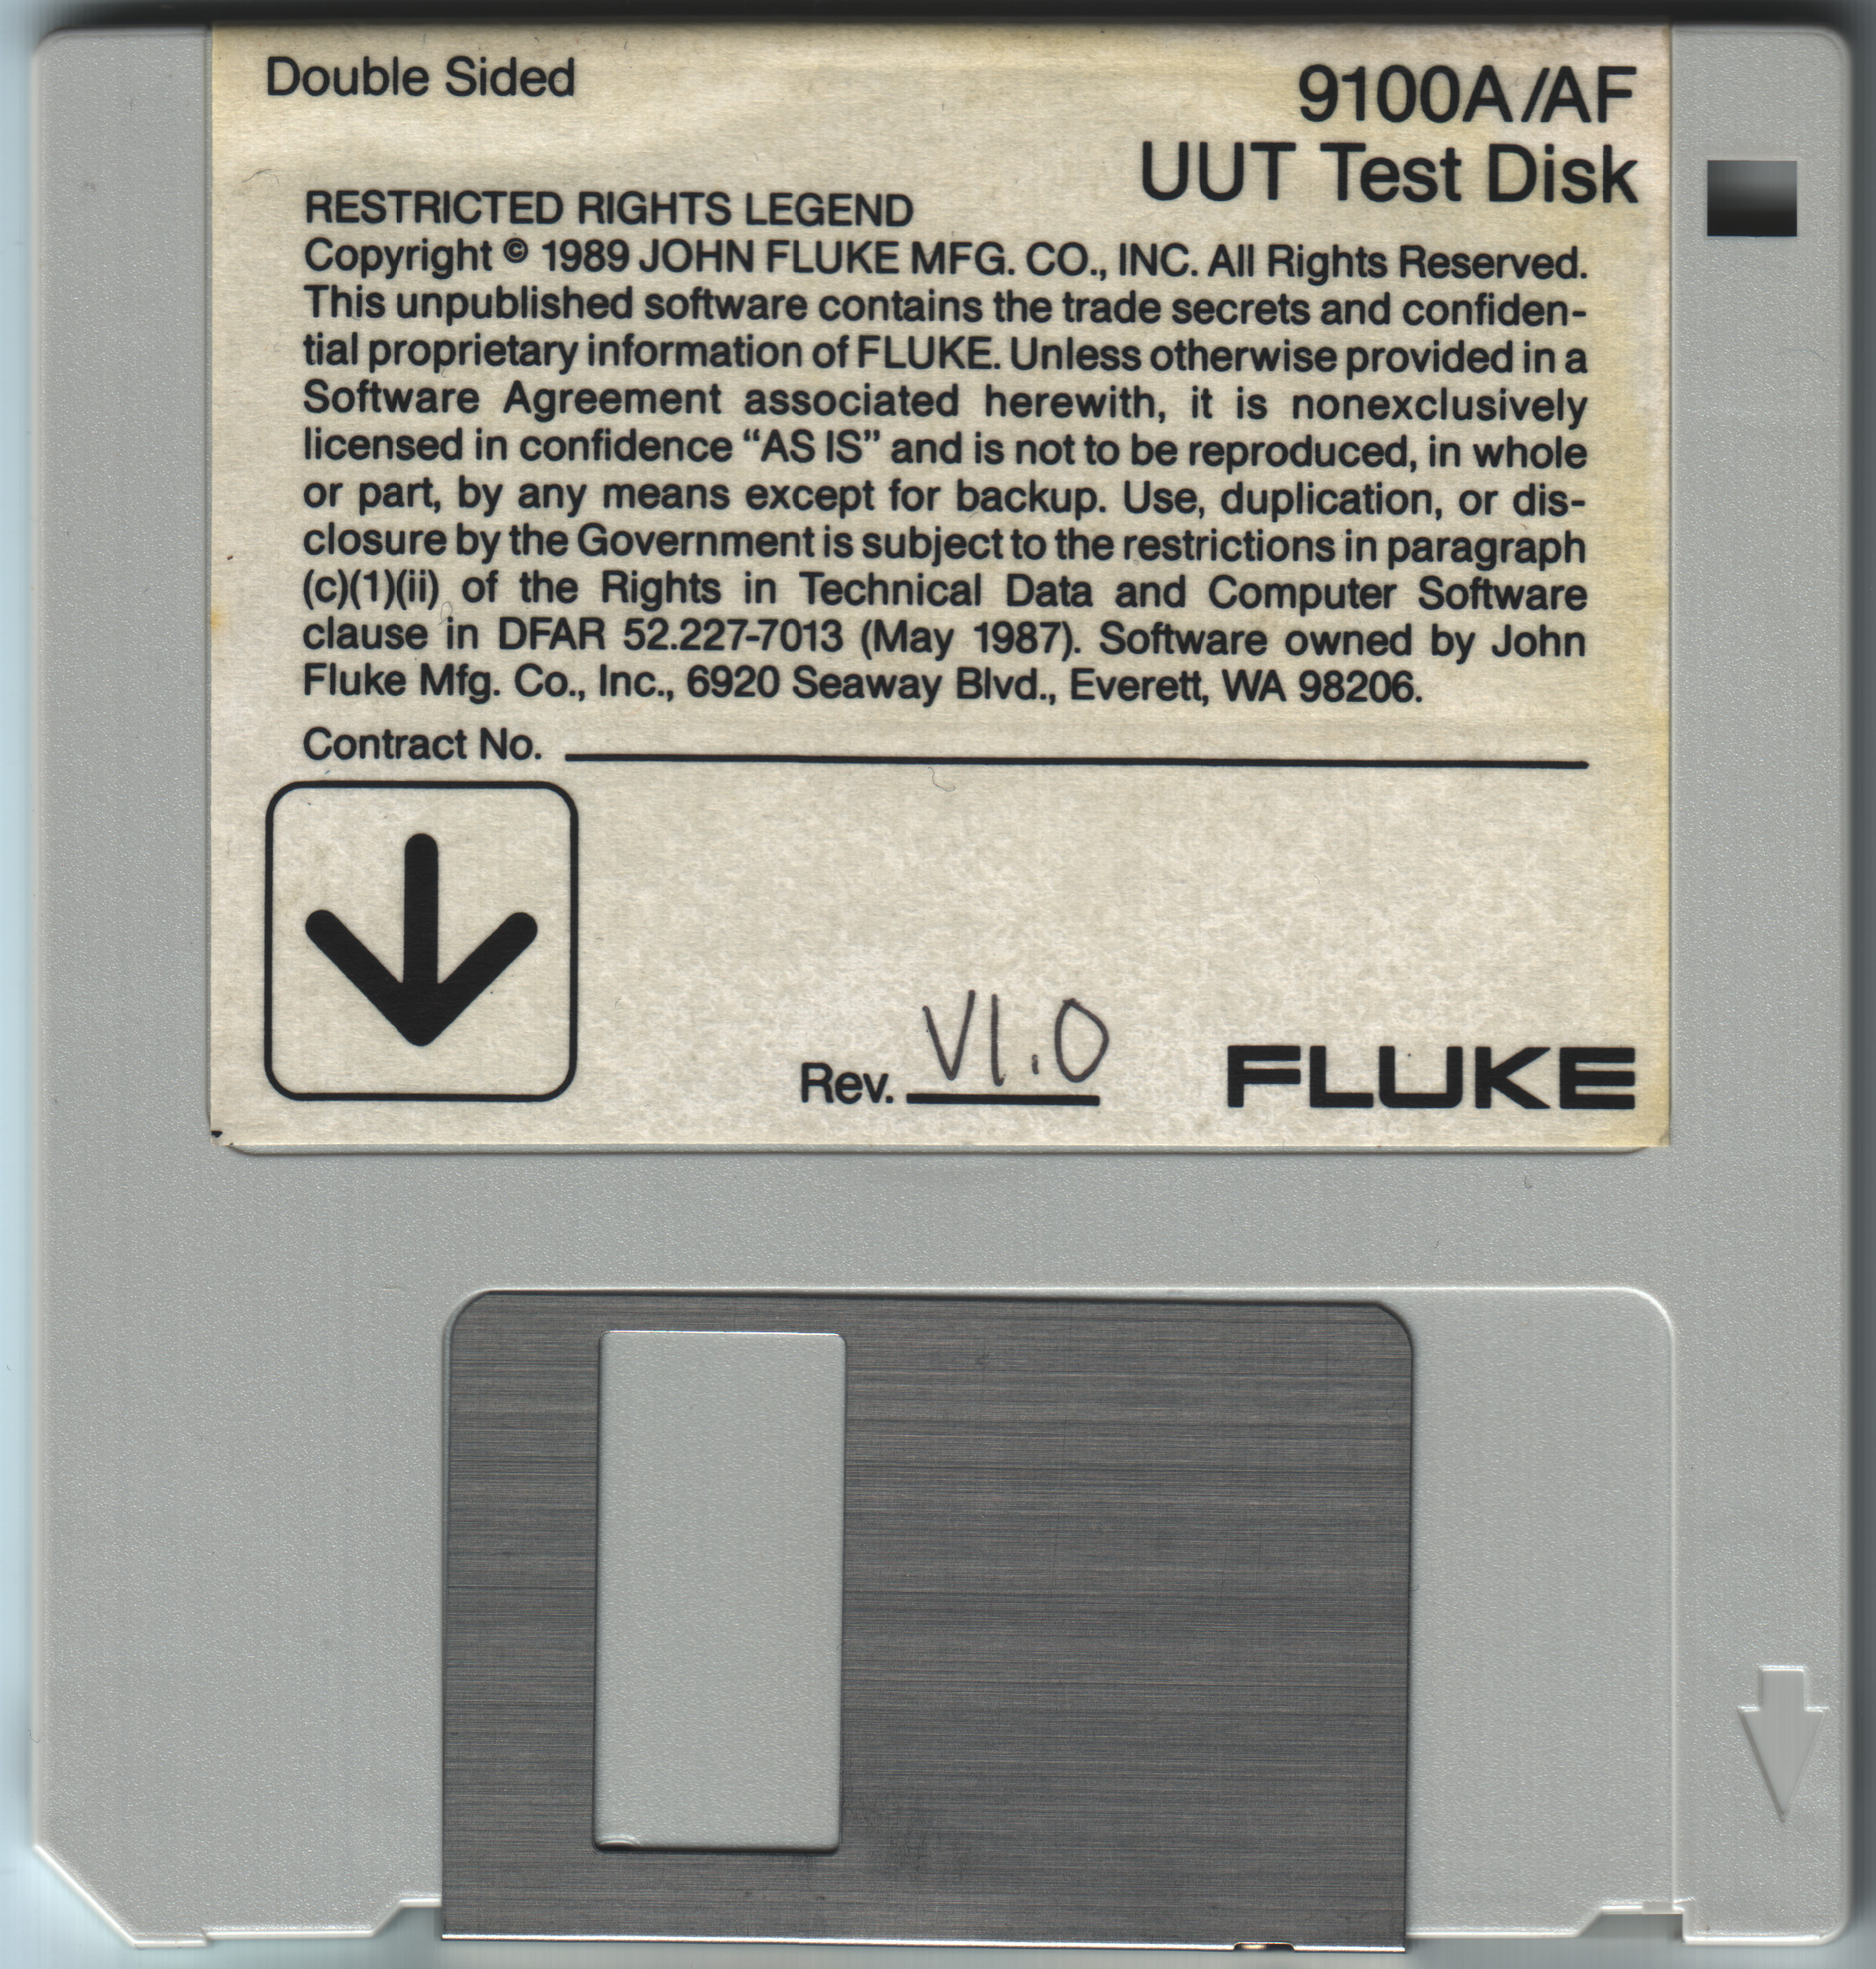 Double Sided
9100A/AF
UUT Test Disk
RESTRICTED RIGHTS LEGEND
Copyright © 1989 JOHN FLUKE MFG. CO., INC. All Rights Reserved.
This unpublished software contains the trade secrets and confiden-
tial proprietary information of FLUKE. Unless otherwise provided in a
Software Agreement associated herewith, it is nonexclusively
licensed in confidence “AS IS” and is not to be reproduced, in whole
or part, by any means except for backup. Use, duplication, or dis-
closure by the Government is subject to the restrictions in paragraph
(c)(1)(ii) of the Rights in Technical Data and Computer Software
clause in DFAR 52.227-7013 (May 1987). Software owned by John
Fluke Mfg. Co., Inc., 6920 Seaway Blvd., Everett, WA 98206.
Contract No.
Rev. V1.0
FLUKE